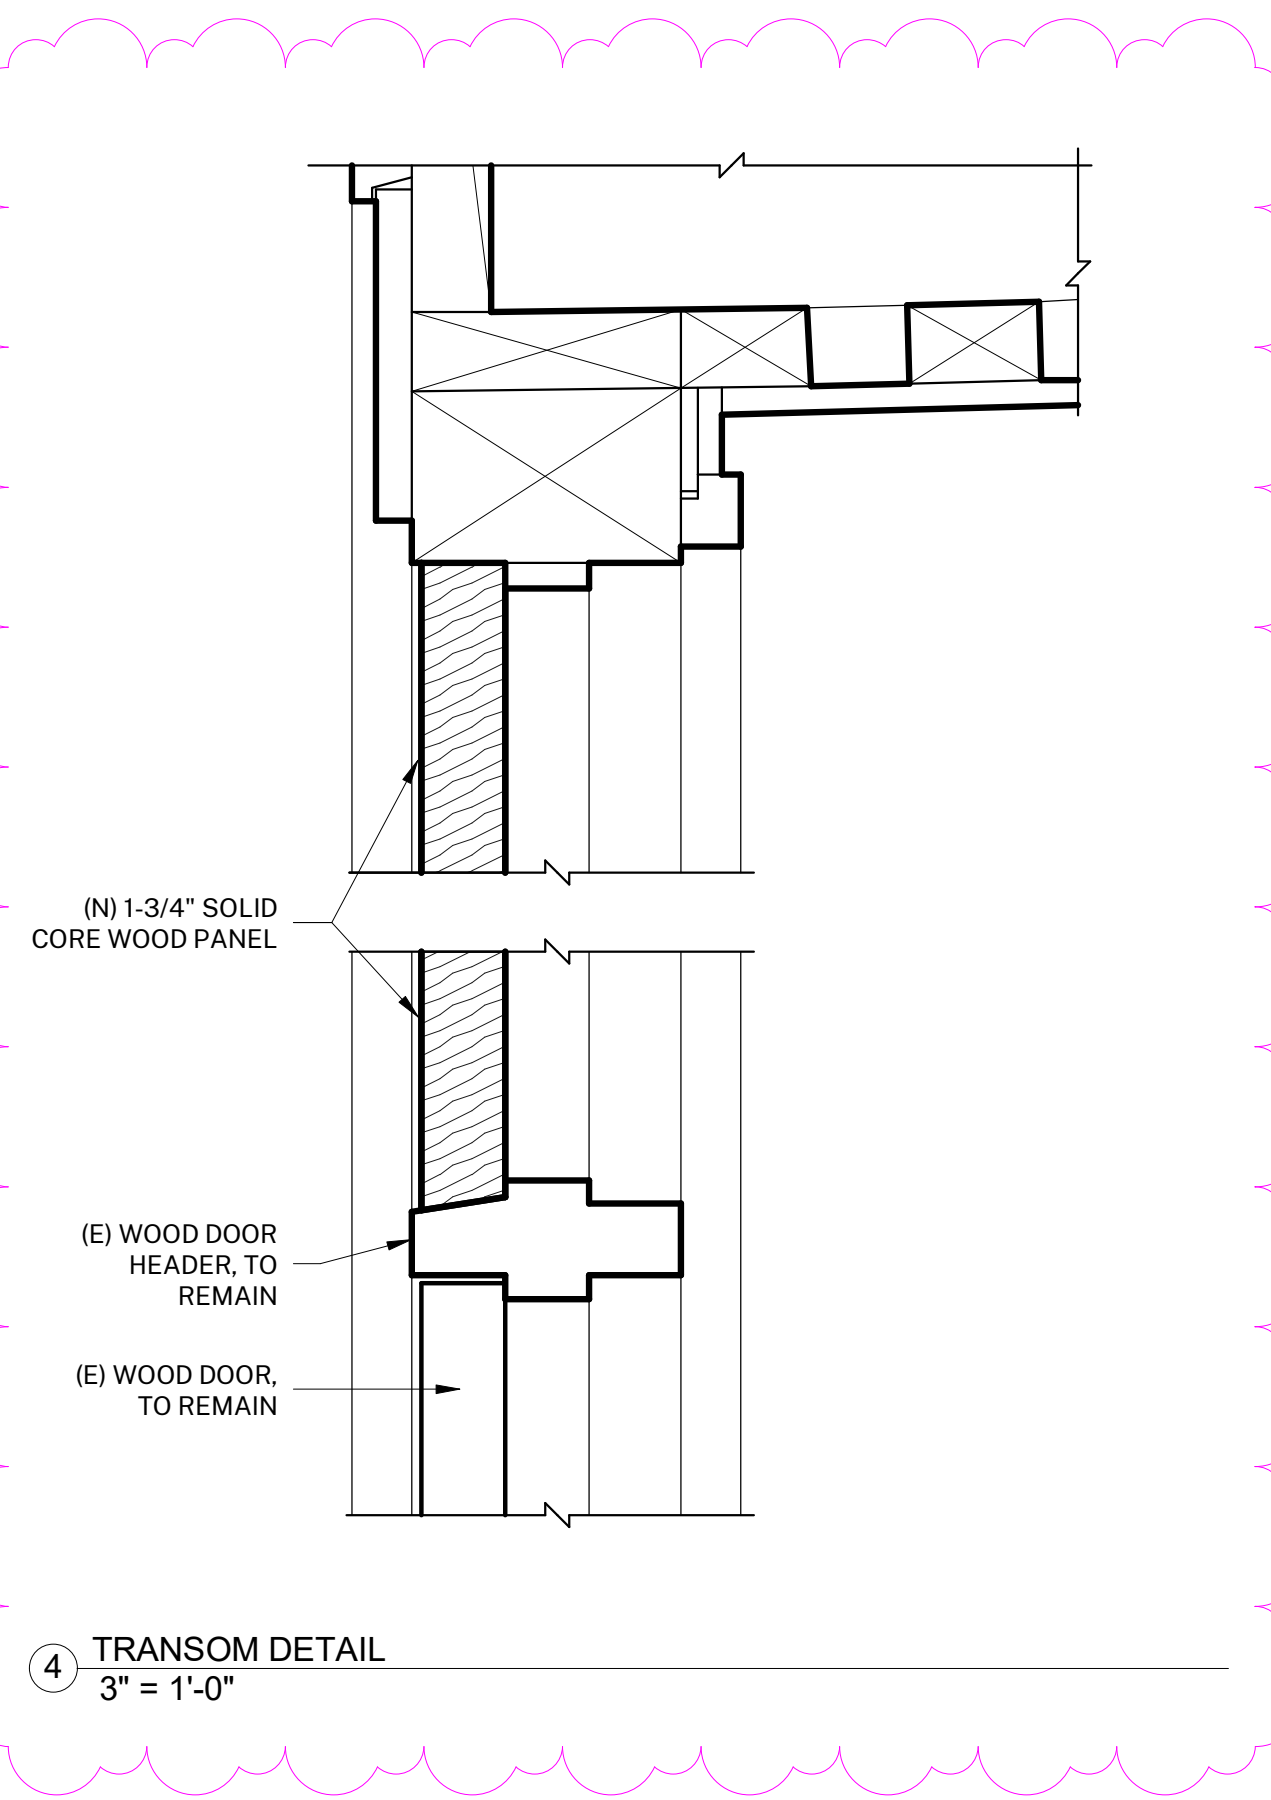 (N) 1-3/4" SOLID
CORE WOOD PANEL
(E) WOOD DOOR
HEADER, TO
REMAIN
(E) WOOD DOOR,
TO REMAIN
4
TRANSOM DETAIL
3" = 1'-0"